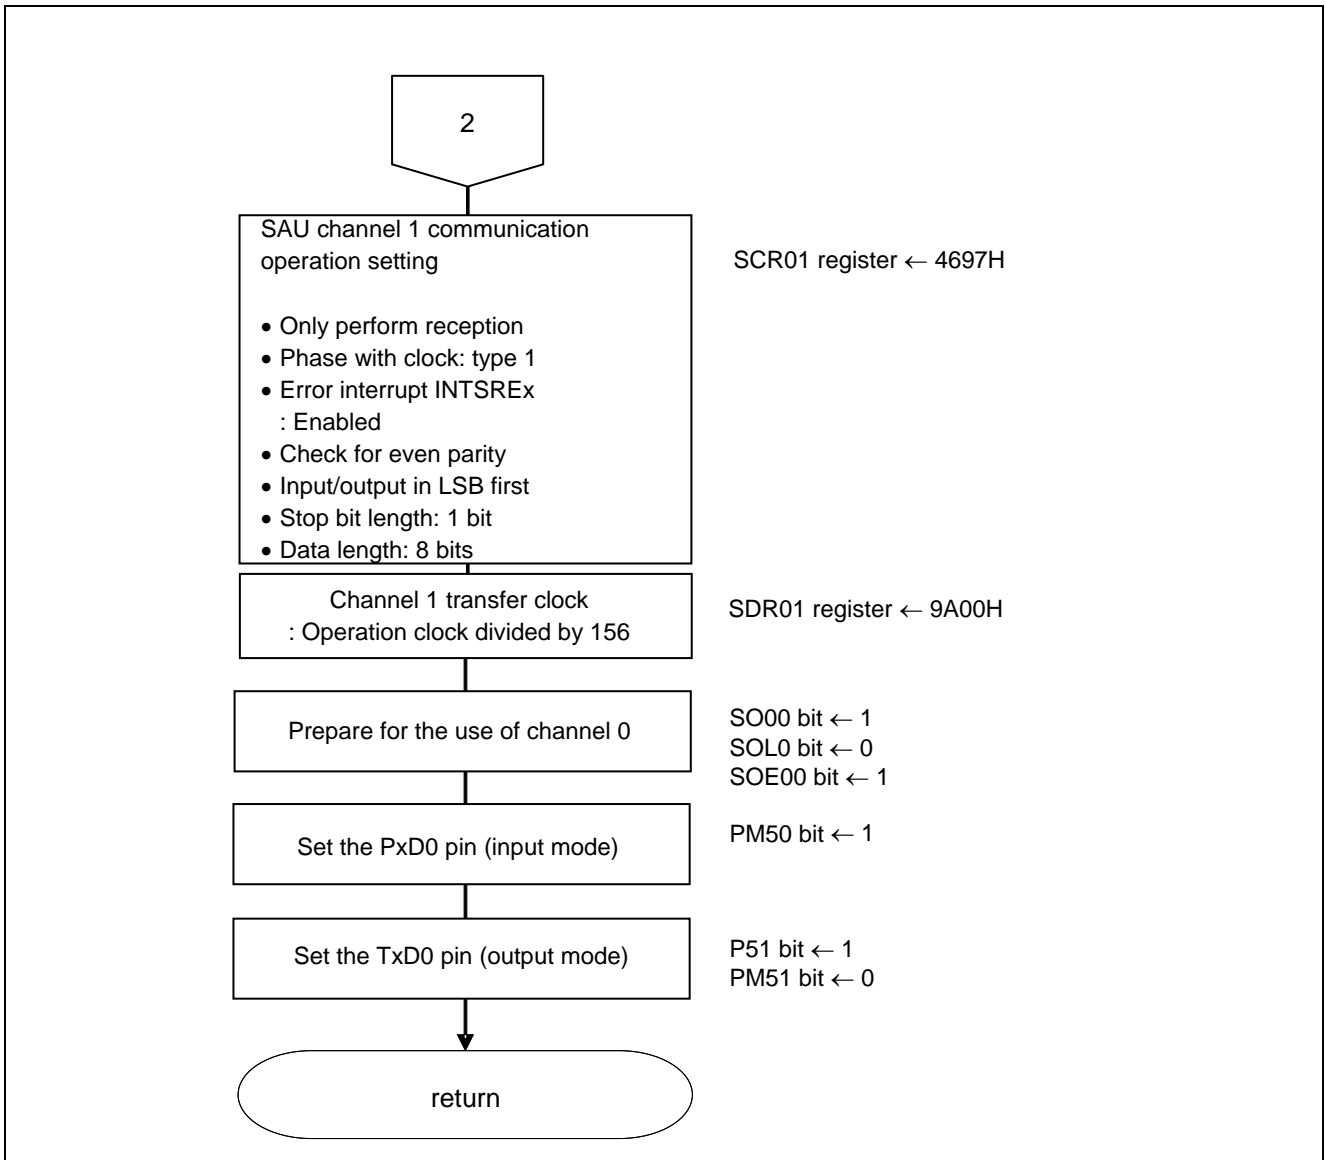 2
SAU channel 1 communication
operation setting
SCR01 register ← 4697H
• Only perform reception
• Phase with clock: type 1
• Error interrupt INTSREx
: Enabled
• Check for even parity
• Input/output in LSB first
• Stop bit length: 1 bit
• Data length: 8 bits
Channel 1 transfer clock
: Operation clock divided by 156
SDR01 register ← 9A00H
Prepare for the use of channel 0
SO00 bit ← 1
SOL0 bit ← 0
SOE00 bit ← 1
Set the PxD0 pin (input mode)
PM50 bit ← 1
Set the TxD0 pin (output mode)
P51 bit ← 1
PM51 bit ← 0
return